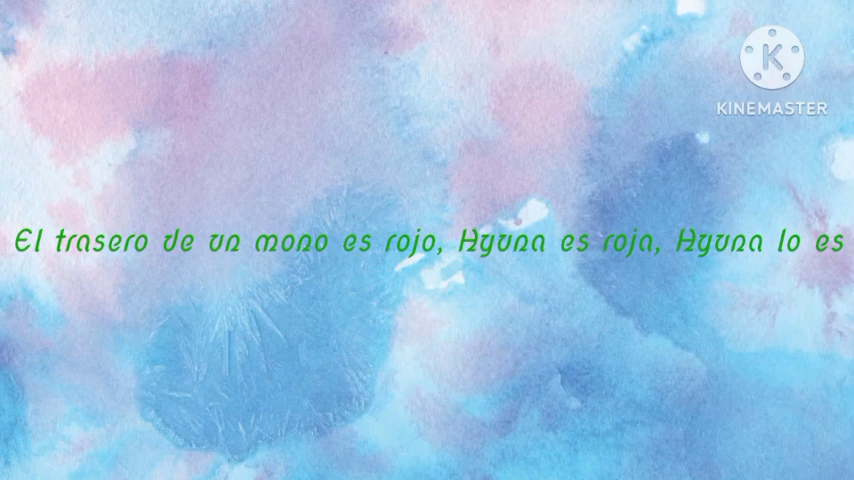 KINEMASTER
El trasero de un mono es rojo, Hyuna es roja, Hyuna lo es